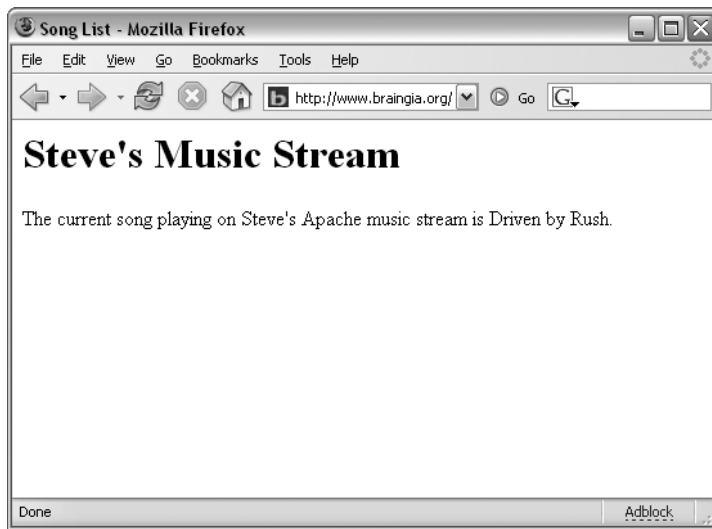 Song List - Mozilla Firefox
File Edit View Go Bookmarks Tools Help
b http://www.braingia.org/ Go G
Steve's Music Stream
The current song playing on Steve's Apache music stream is Driven by Rush.
Done Adblock